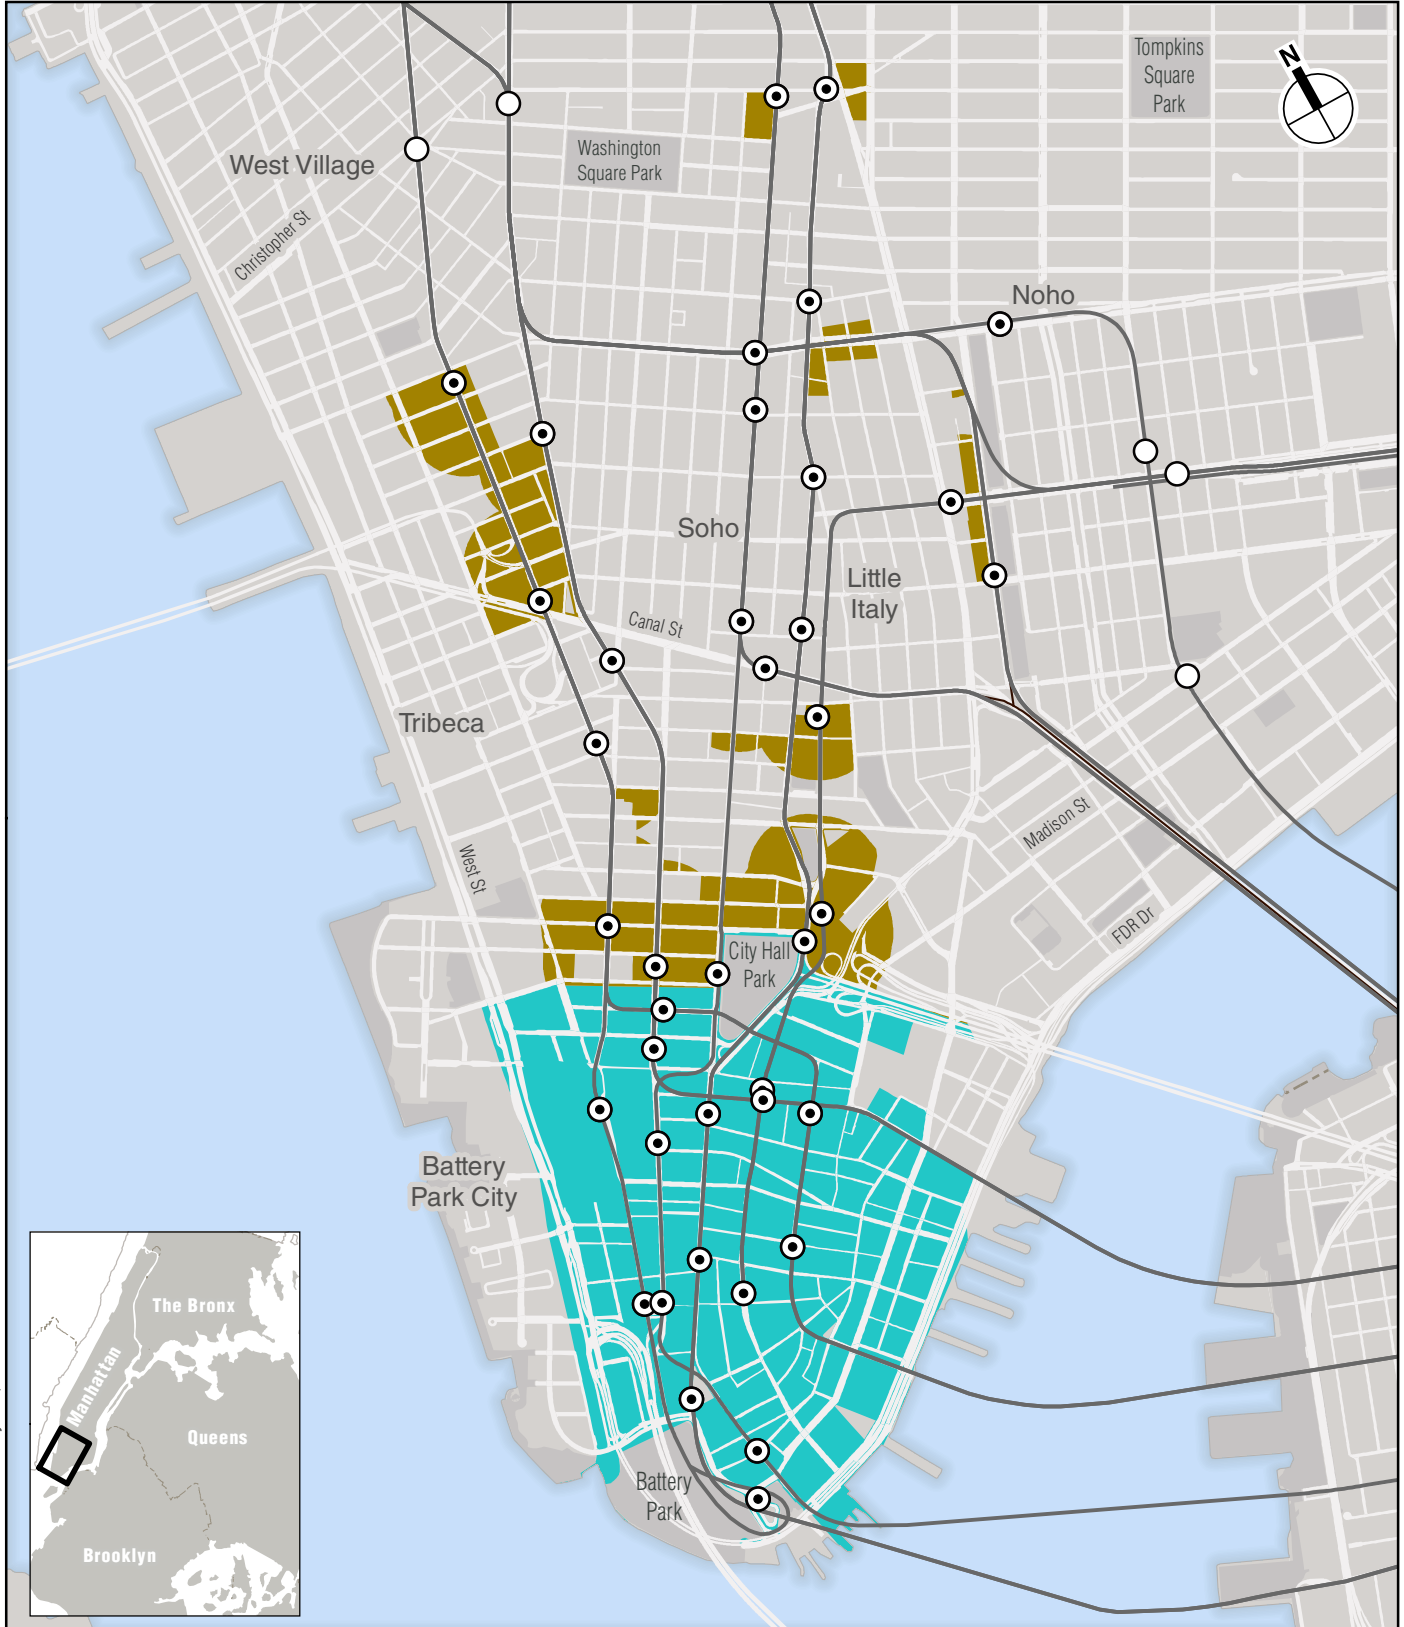 N
Tompkins
Square
Park
Washington
Square Park
West Village
Christopher St
Noho
Soho
Little
Italy
Canal St
Tribeca
Madison St
West St
FDR Dr
City Hall
Park
Battery
Park City
The Bronx
Manhattan
Queens
Brooklyn
Battery
Park